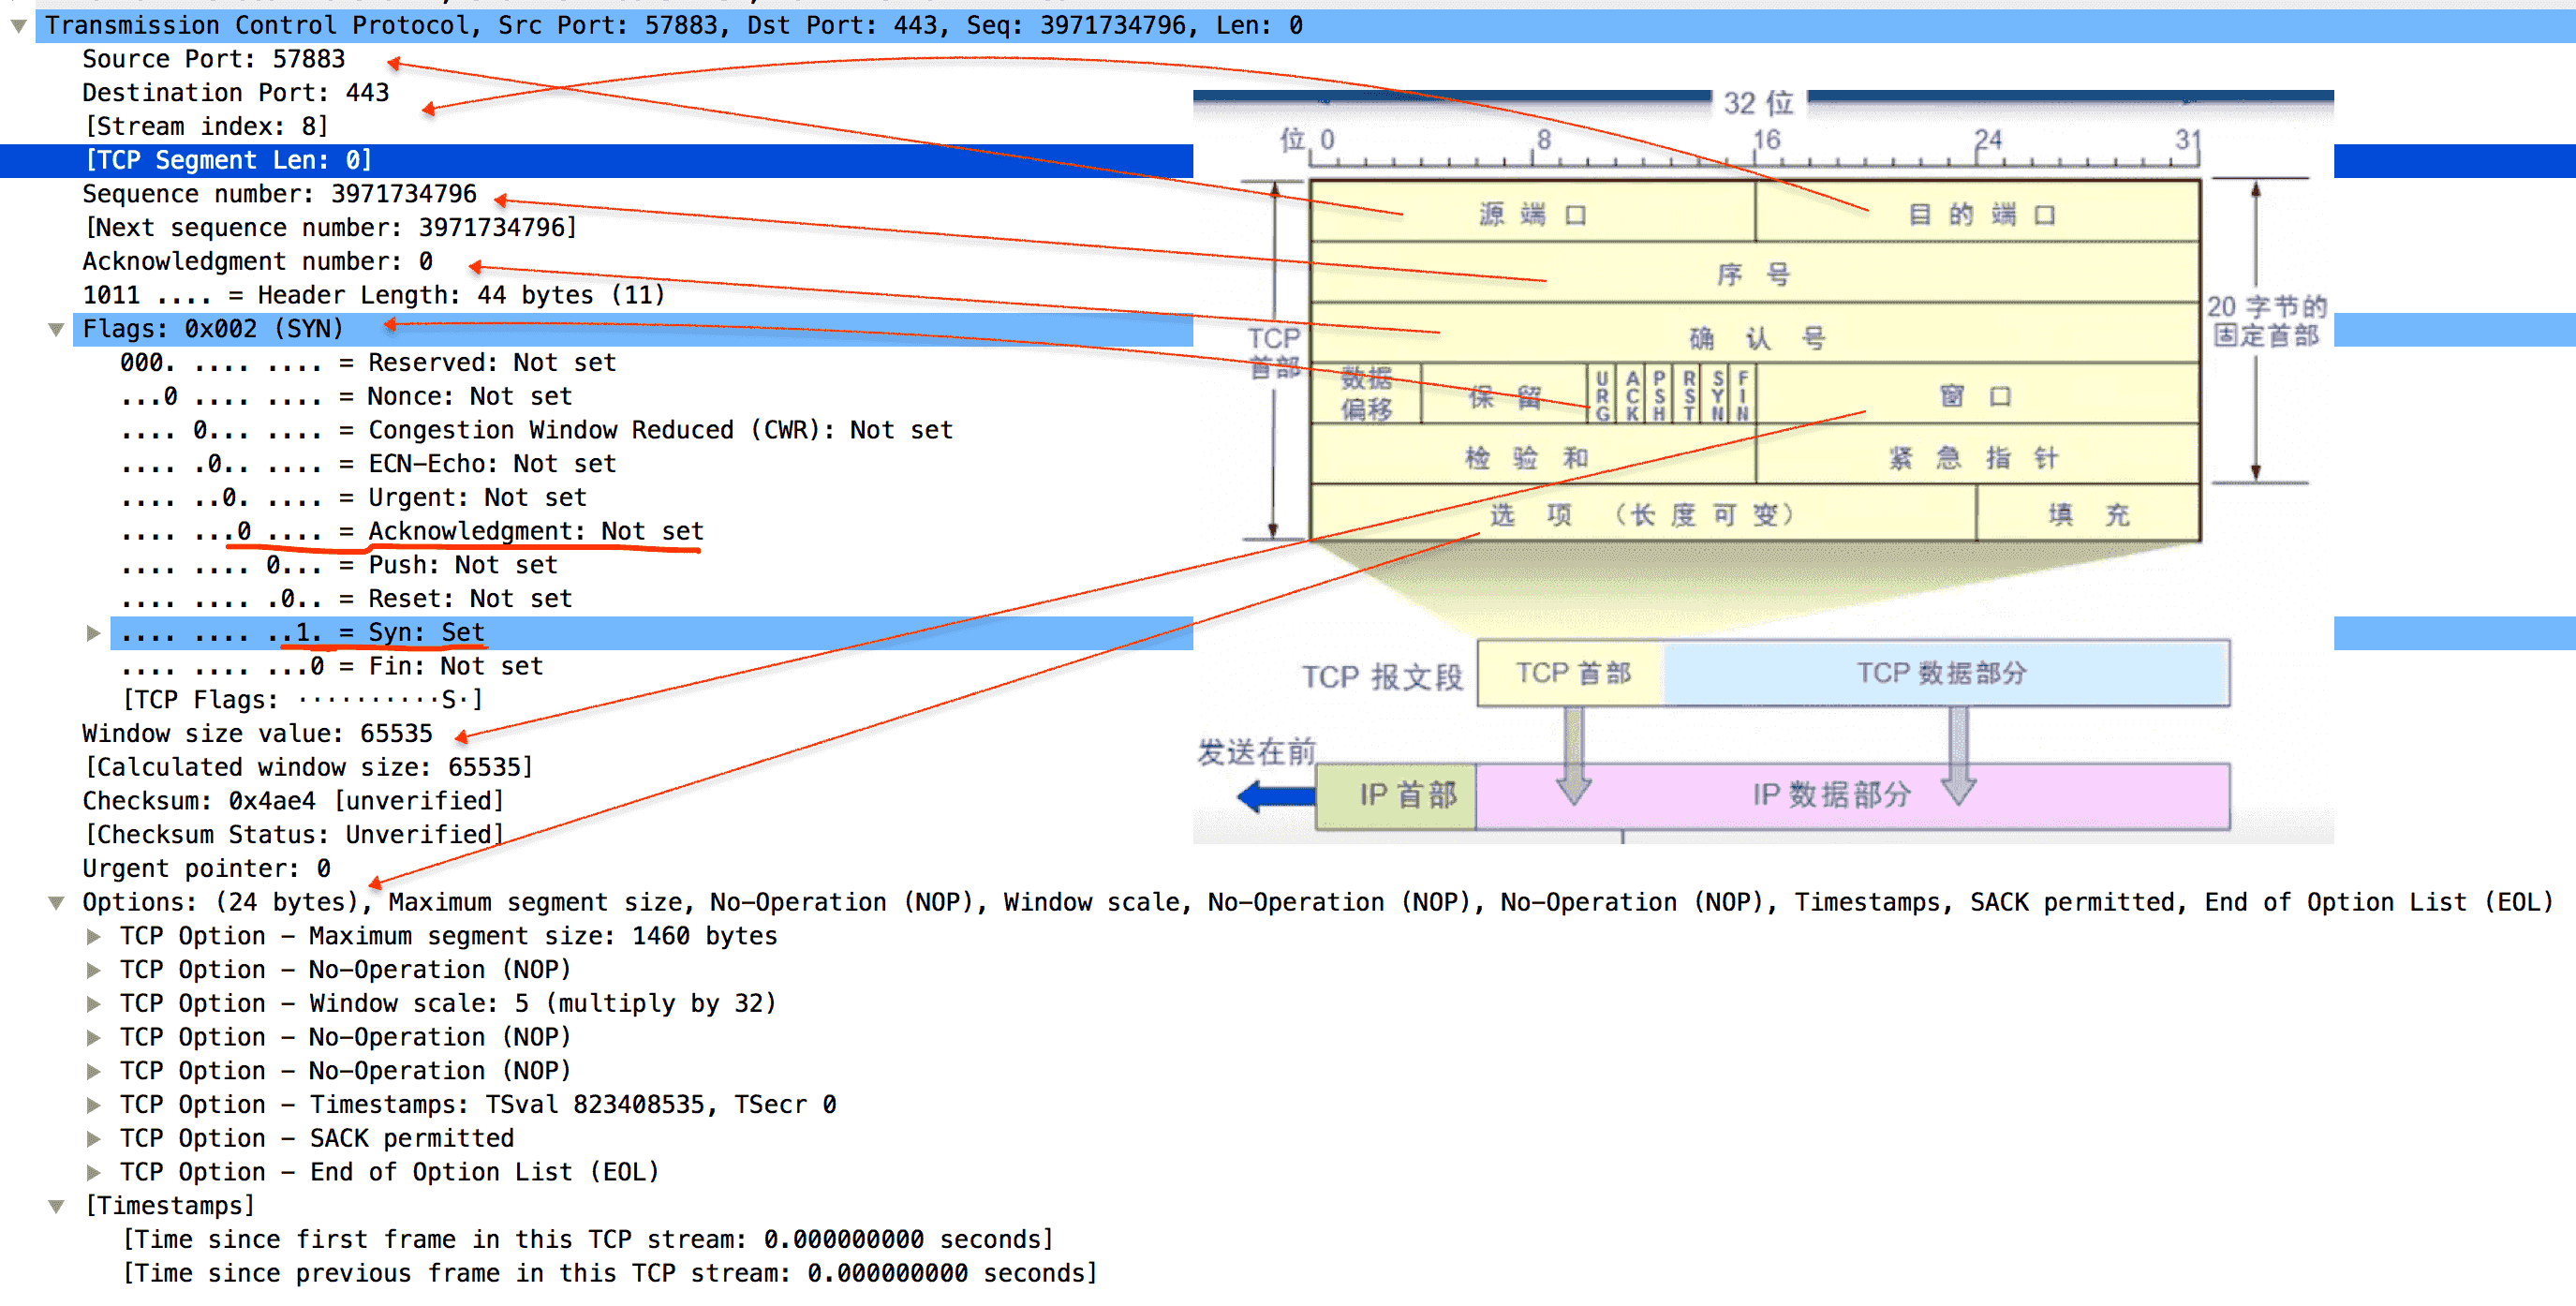 Transmission Control Protocol, Src Port: 57883, Dst Port: 443, Seq: 3971734796, Len: 0
Source Port: 57883
Destination Port: 443
[Stream index: 8]
[TCP Segment Len: 0]
Sequence number: 3971734796
[Next sequence number: 3971734796]
Acknowledgment number: 0
1011 .... = Header Length: 44 bytes (11)
Flags: 0x002 (SYN)
000. .... .... = Reserved: Not set
...0 .... .... = Nonce: Not set
.... 0... .... = Congestion Window Reduced (CWR): Not set
.... .0.. .... = ECN-Echo: Not set
.... ..0. .... = Urgent: Not set
.... ...0 .... = Acknowledgment: Not set
.... .... 0... = Push: Not set
.... .... .0.. = Reset: Not set
.... .... ..1. = Syn: Set
.... .... ...0 = Fin: Not set
[TCP Flags: ··········S·]
Window size value: 65535
[Calculated window size: 65535]
Checksum: 0x4ae4 [unverified]
[Checksum Status: Unverified]
Urgent pointer: 0
Options: (24 bytes), Maximum segment size, No-Operation (NOP), Window scale, No-Operation (NOP), No-Operation (NOP), Timestamps, SACK permitted, End of Option List (EOL)
TCP Option - Maximum segment size: 1460 bytes
TCP Option - No-Operation (NOP)
TCP Option - Window scale: 5 (multiply by 32)
TCP Option - No-Operation (NOP)
TCP Option - No-Operation (NOP)
TCP Option - Timestamps: TSval 823408535, TSecr 0
TCP Option - SACK permitted
TCP Option - End of Option List (EOL)
[Timestamps]
[Time since first frame in this TCP stream: 0.000000000 seconds]
[Time since previous frame in this TCP stream: 0.000000000 seconds]
32 位
位 0 8 16 24 31
源端口 目的端口
序号
确认号
数据偏移 保留 URG ACK PSH RST SYN FIN 窗口
检验和 紧急指针
选项（长度可变） 填充
TCP
首部
20 字节的
固定首部
TCP 报文段 TCP 首部 TCP 数据部分
发送在前
IP 首部 IP 数据部分